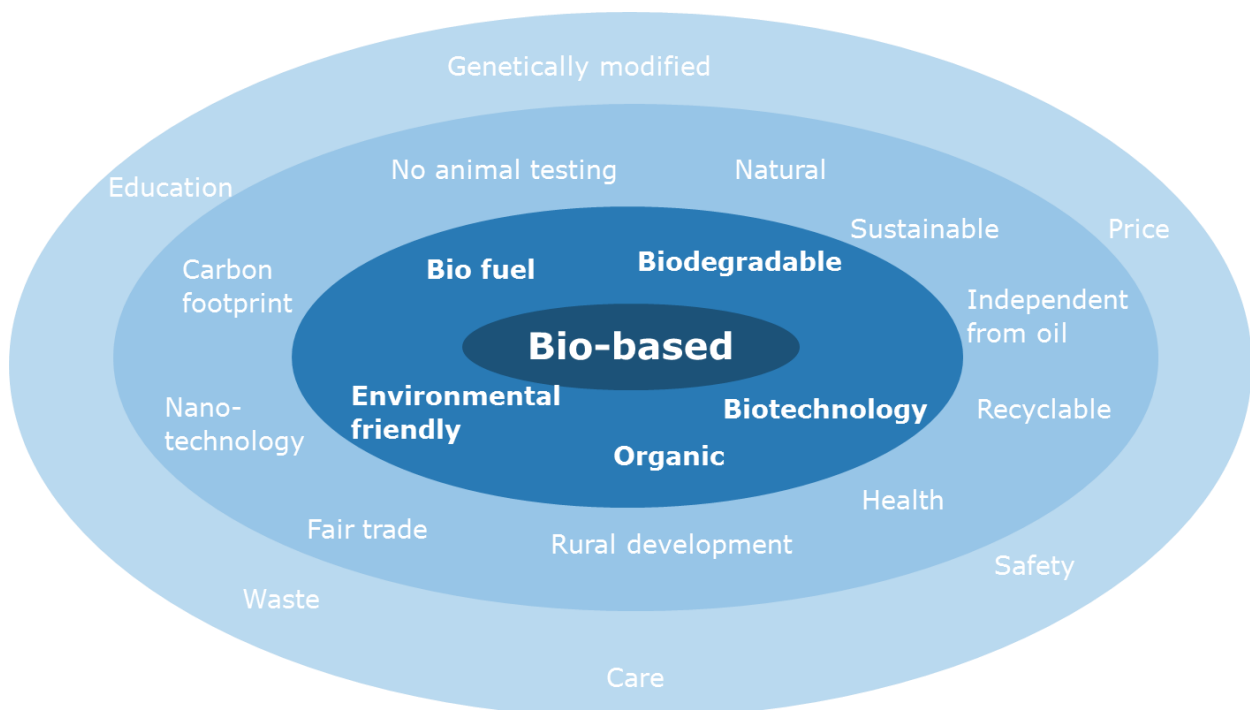 Genetically modified
No animal testing
Natural
Education
Sustainable
Price
Bio fuel
Biodegradable
Carbon
footprint
Independent
from oil
Bio-based
Environmental
friendly
Biotechnology
Recyclable
Nano-
technology
Organic
Health
Fair trade
Rural development
Safety
Waste
Care